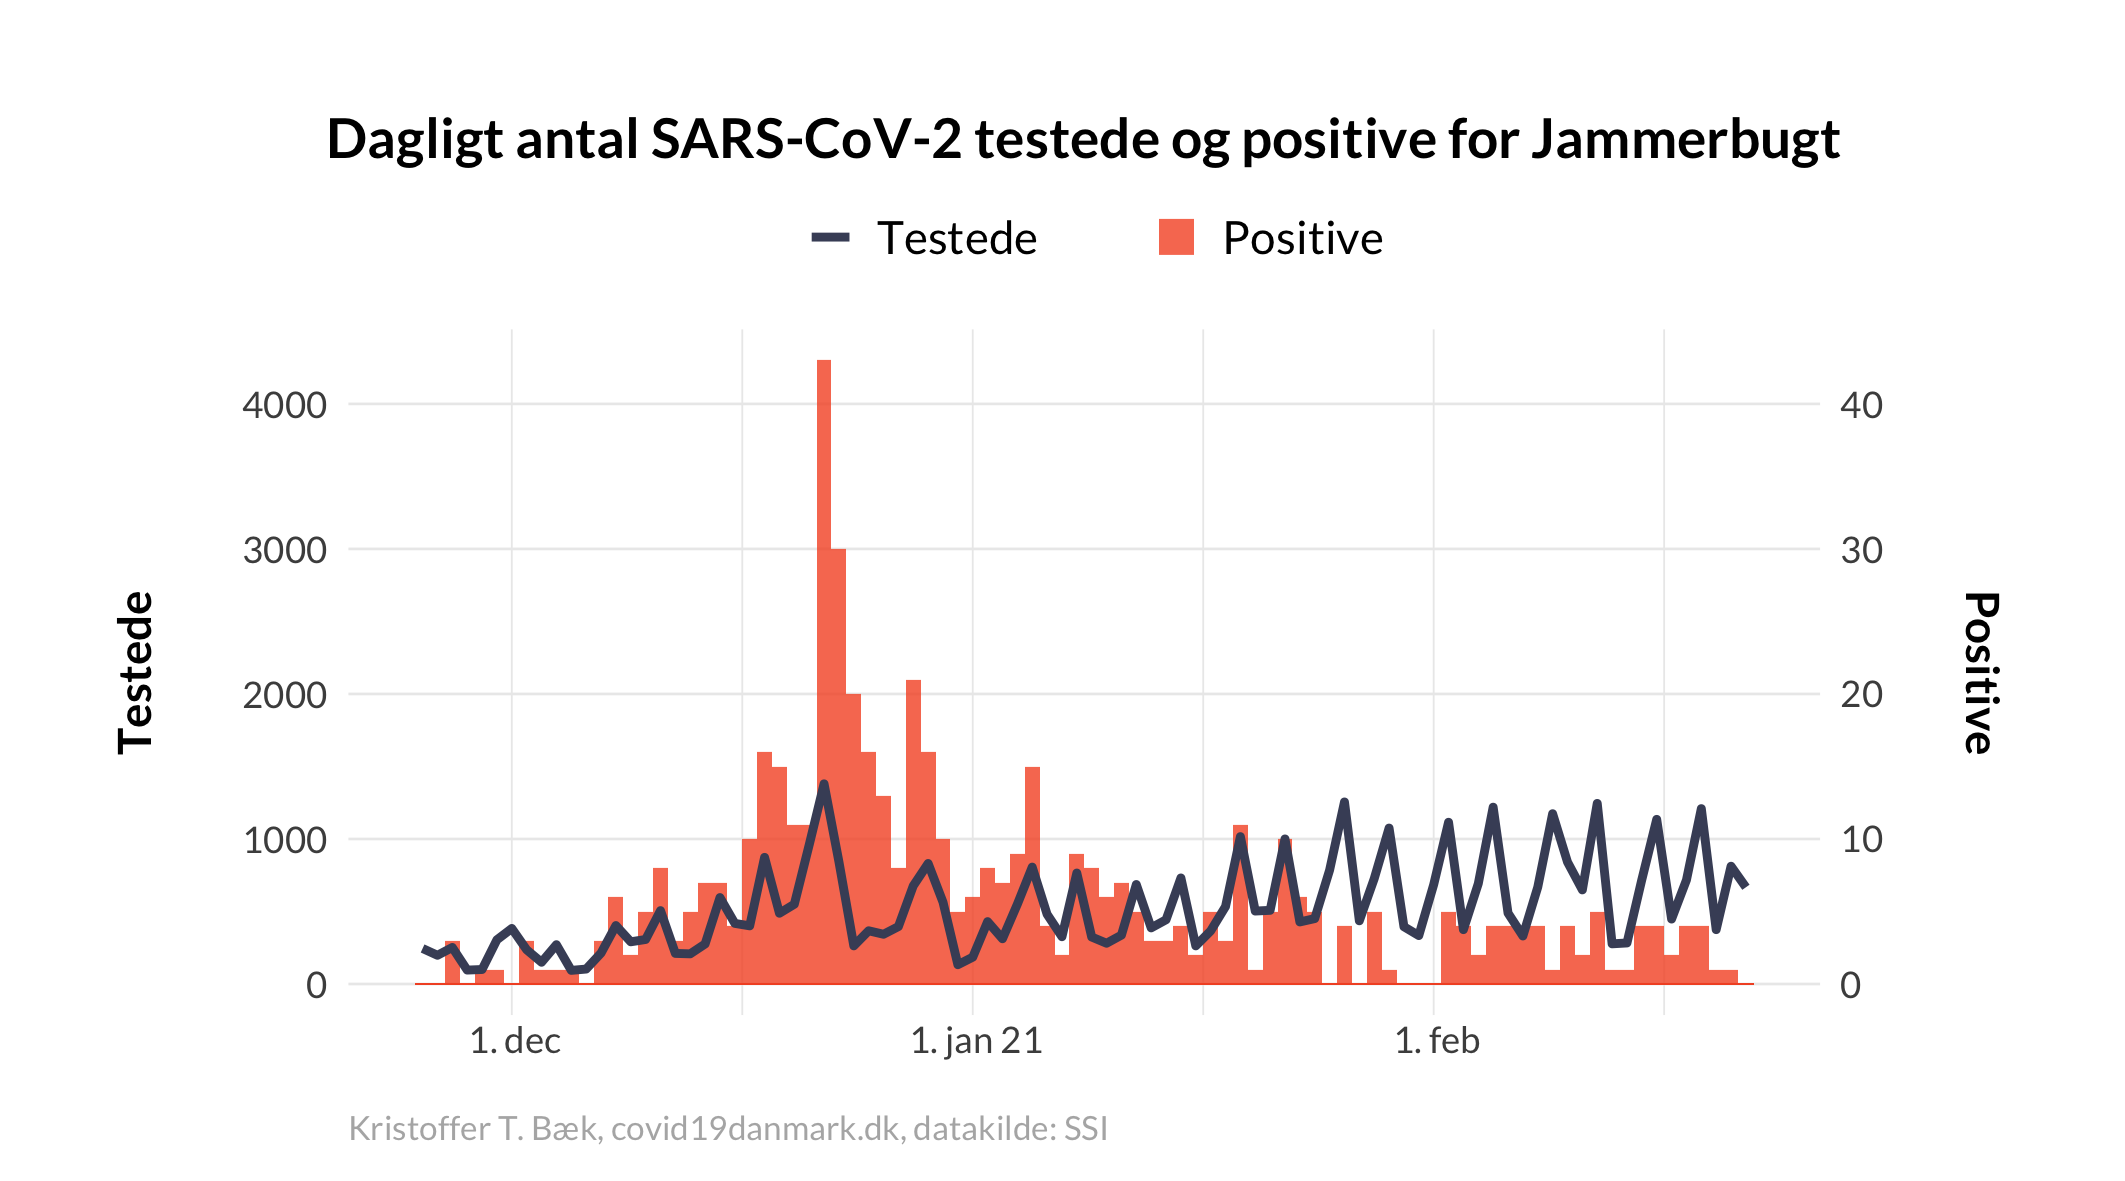 Dagligt antal SARS-CoV-2 testede og positive for Jammerbugt
Testede
Positive
Testede
4000
3000
2000
1000
0
40
30
20
10
0
Positive
1. dec
1. jan 21
1. feb
Kristoffer T. Bæk, covid19danmark.dk, datakilde: SSI